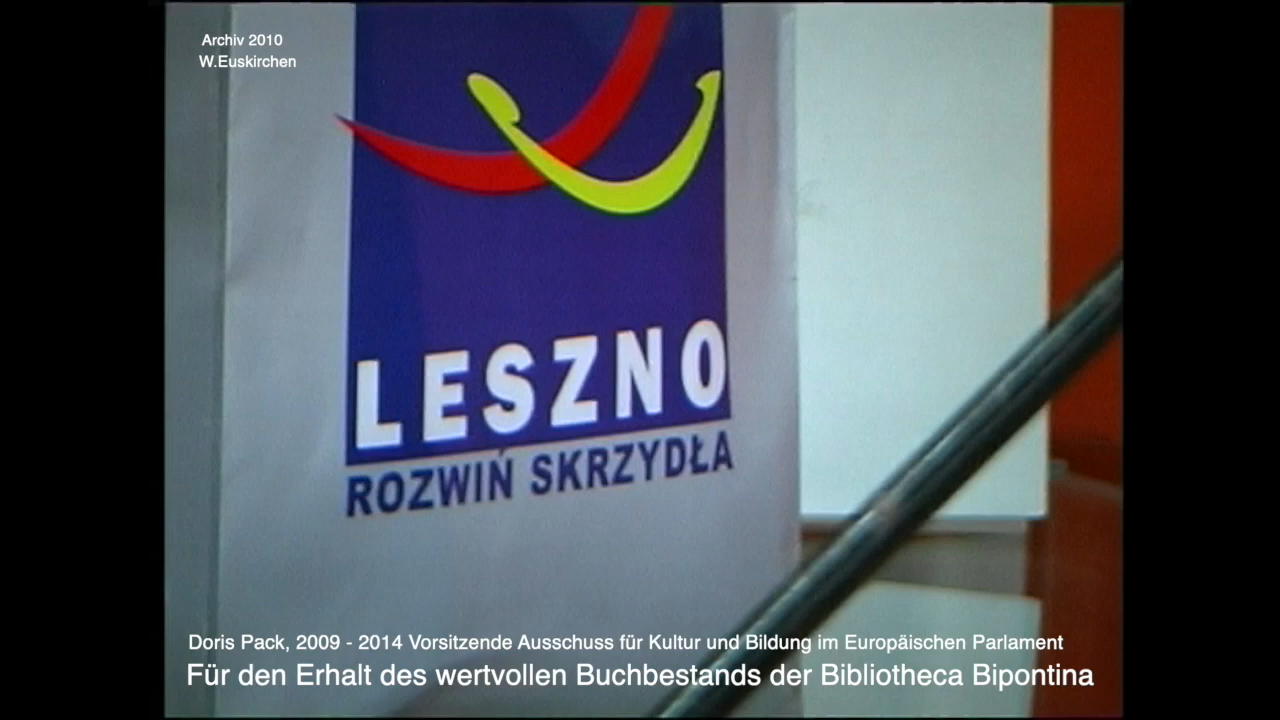 Archiv 2010
W.Euskirchen
LESZNO
ROZWIŃ SKRZYDŁA
Doris Pack, 2009 - 2014 Vorsitzende Ausschuss für Kultur und Bildung im Europäischen Parlament
Für den Erhalt des wertvollen Buchbestands der Bibliotheca Bipontina